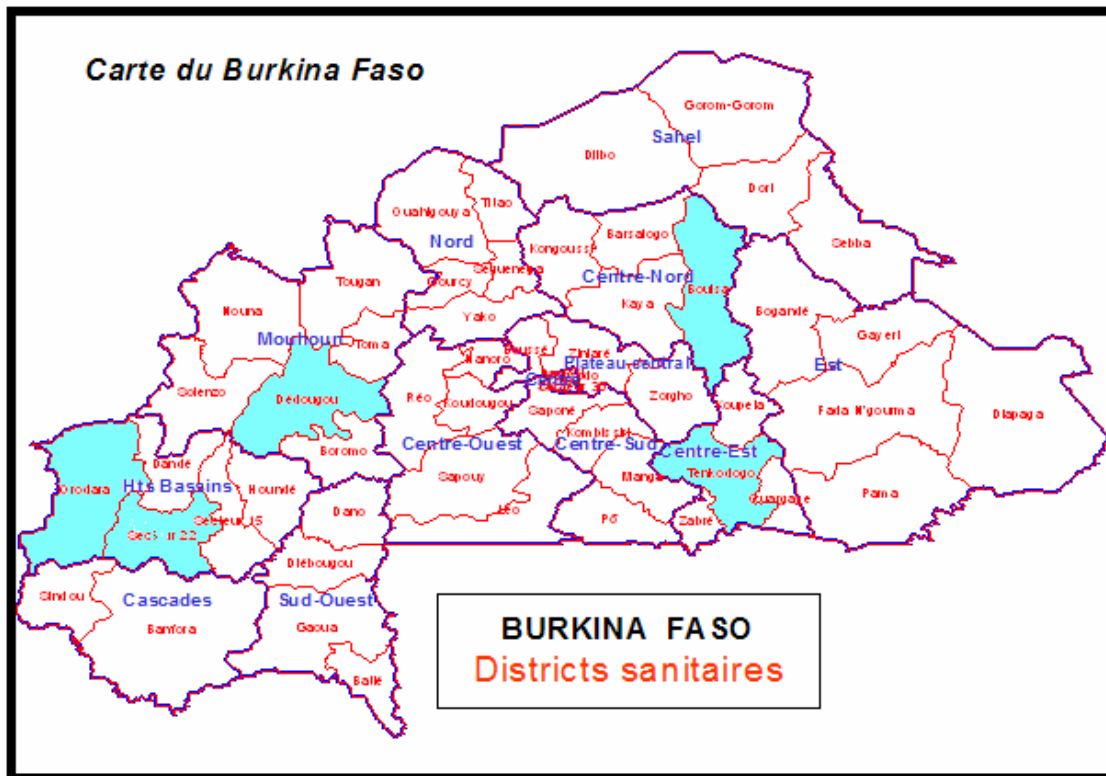 Carte du Burkina Faso
Gorom-Gorom
Sahel
Djibo
Dori
Sebba
Ouahigouya
Titao
Nord
Barsalogo
Kongoussi
Centre-Nord
Kaya
Boulsa
Gourcy
Yako
Tougan
Nouna
Mouhoun
Toma
Solenzo
Dédougou
Boromo
Bogandé
Gayeri
Est
Fada N'gourma
Diapaga
Pama
Boussé
Ziniaré
Plateau-central
Zorgho
Koupela
Nanoro
Réo
Koudougou
Centre-Ouest
Sapouy
Léo
Saponé
Kombissiri
Centre-Sud
Manga
Pô
Centre-Est
Tenkodogo
Ouargaye
Zabré
Dandé
Orodara
Hts Bassins
Houndé
Secteur 15
Secteur 22
Dano
Diébougou
Sindou
Cascades
Banfora
Sud-Ouest
Gaoua
Batié
BURKINA FASO
Districts sanitaires